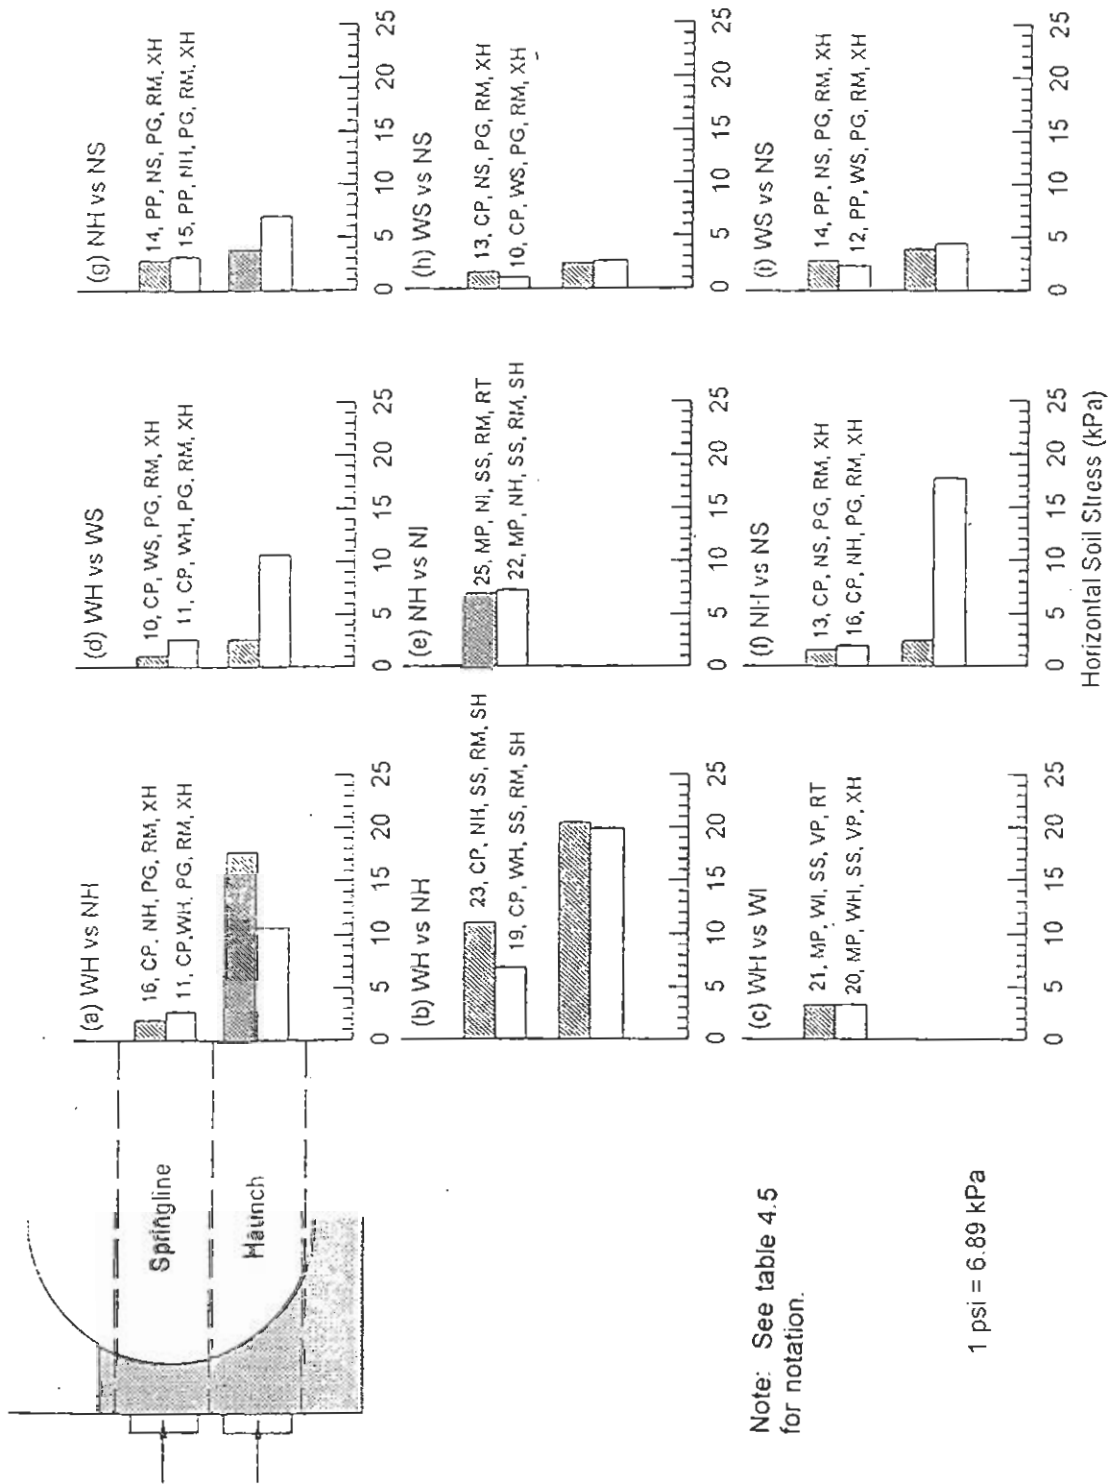 Springline
Haunch
(a) WH vs NH
16, CP, NH, PG, RM, XH
11, CP,WH, PG, RM, XH
0 5 10 15 20 25
(b) WH vs NH
23, CP, NH, SS, RM, SH
19, CP, WH, SS, RM, SH
0 5 10 15 20 25
(c) WH vs WI
21, MP, WI, SS, VP, RT
20, MP, WH, SS, VP, XH
0 5 10 15 20 25
(d) WH vs WS
10, CP, WS, PG, RM, XH
11, CP, WH, PG, RM, XH
0 5 10 15 20 25
(e) NH vs NI
25, MP, NI, SS, RM, RT
22, MP, NH, SS, RM, SH
0 5 10 15 20 25
(f) NH vs NS
13, CP, NS, PG, RM, XH
16, CP, NH, PG, RM, XH
0 5 10 15 20 25
(g) NH vs NS
14, PP, NS, PG, RM, XH
15, PP, NH, PG, RM, XH
0 5 10 15 20 25
(h) WS vs NS
13, CP, NS, PG, RM, XH
10, CP, WS, PG, RM, XH
0 5 10 15 20 25
(i) WS vs NS
14, PP, NS, PG, RM, XH
12, PP, WS, PG, RM, XH
0 5 10 15 20 25
Horizontal Soil Stress (kPa)
Note: See table 4.5
for notation.
1 psi = 6.89 kPa